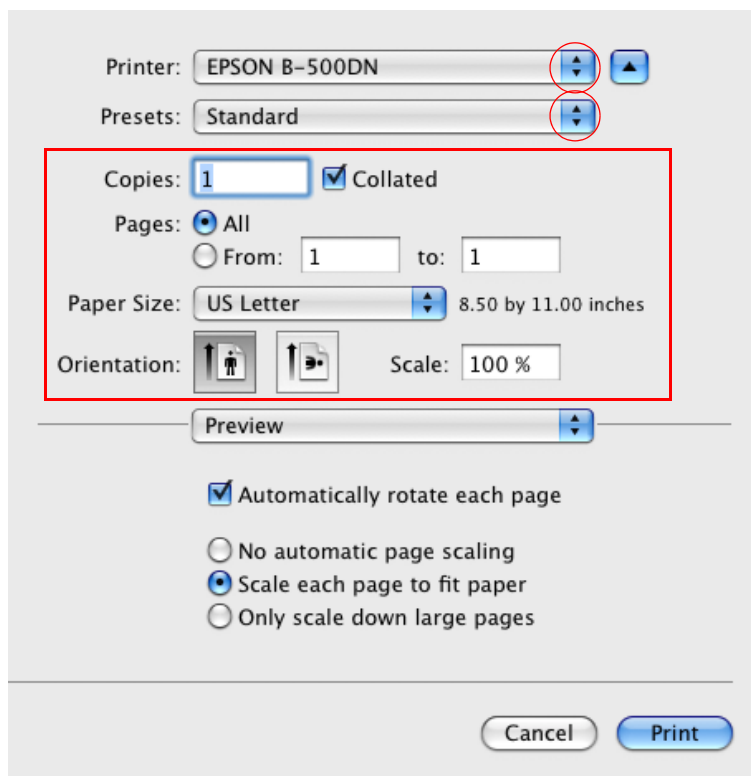 Printer: EPSON B-500DN
Presets: Standard
Copies: 1 Collated
Pages: All
From: 1 to: 1
Paper Size: US Letter 8.50 by 11.00 inches
Orientation: Scale: 100 %
Preview
Automatically rotate each page
No automatic page scaling
Scale each page to fit paper
Only scale down large pages
Cancel Print